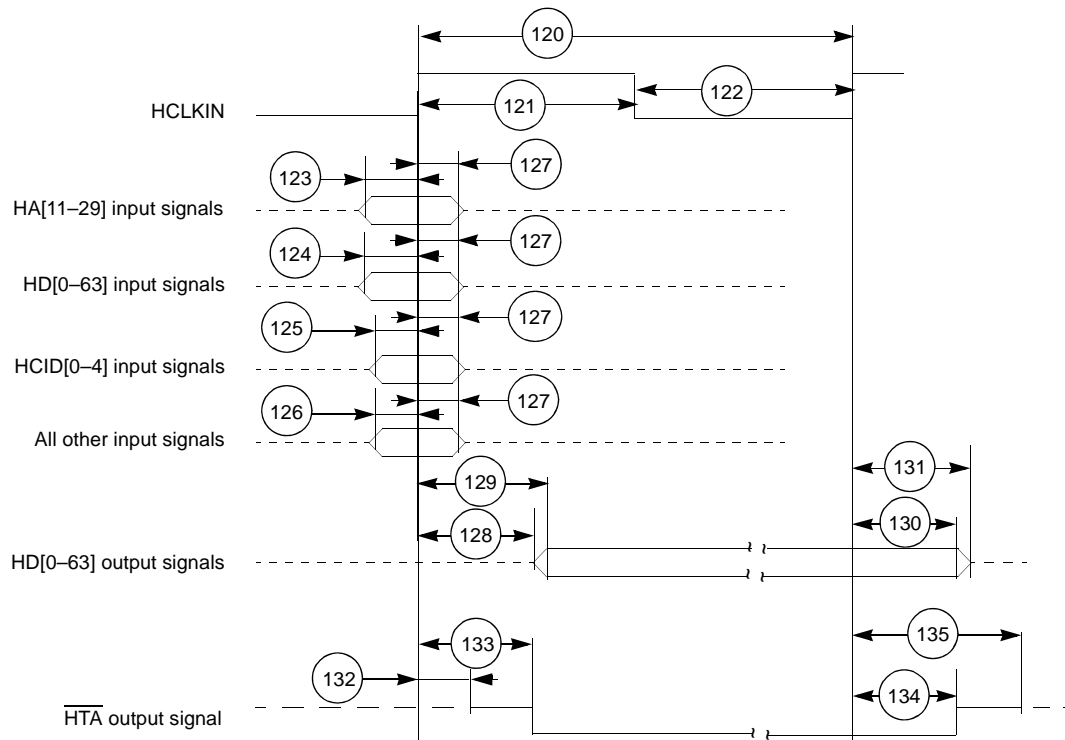 120
122
121
HCLKIN
127
123
HA[11–29] input signals
127
124
HD[0–63] input signals
127
125
HCID[0–4] input signals
127
126
All other input signals
131
129
130
128
HD[0–63] output signals
135
133
132
134
HTA output signal